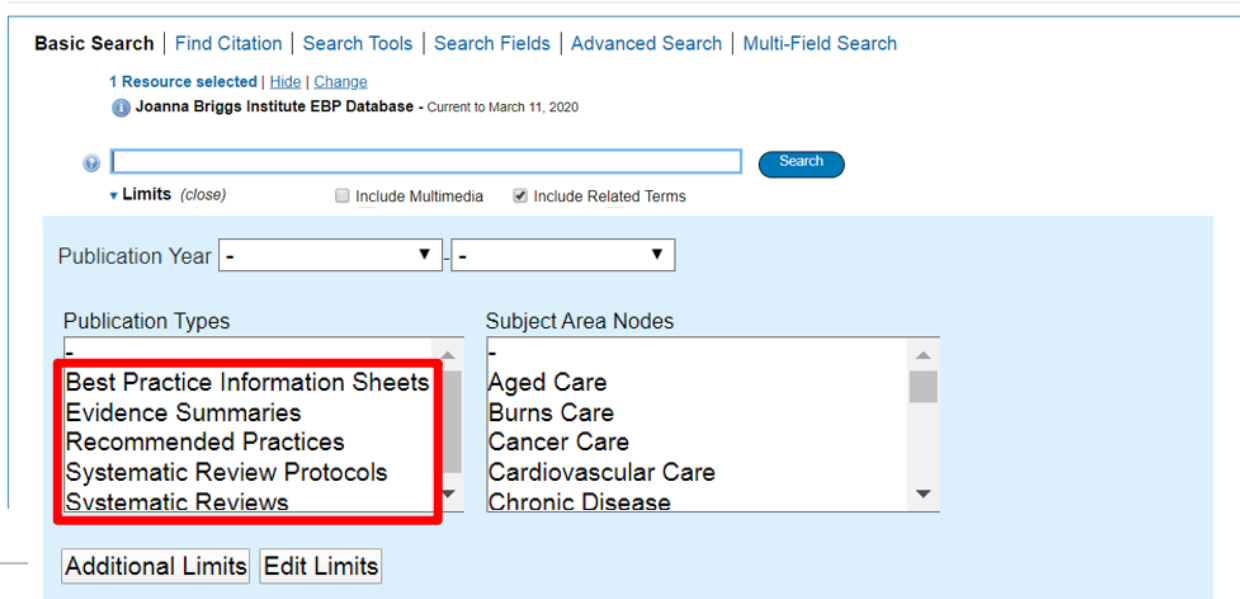 Basic Search | Find Citation | Search Tools | Search Fields | Advanced Search | Multi-Field Search
1 Resource selected | Hide | Change
Joanna Briggs Institute EBP Database - Current to March 11, 2020
Search
Limits (close) Include Multimedia Include Related Terms
Publication Year - - -
Publication Types
-
Best Practice Information Sheets
Evidence Summaries
Recommended Practices
Systematic Review Protocols
Systematic Reviews
Subject Area Nodes
-
Aged Care
Burns Care
Cancer Care
Cardiovascular Care
Chronic Disease
Additional Limits Edit Limits